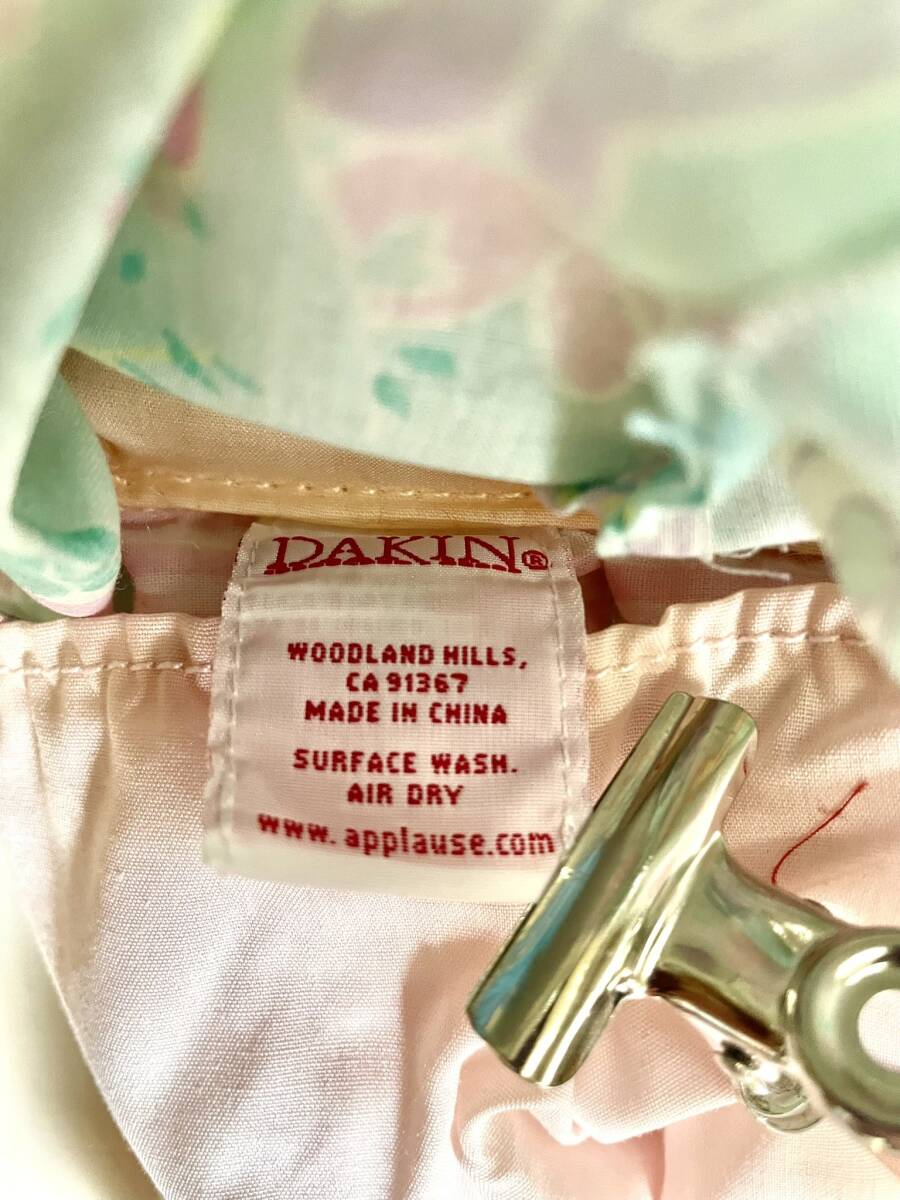 DAKIN®
WOODLAND HILLS,
CA 91367
MADE IN CHINA
SURFACE WASH.
AIR DRY
www.applause.com